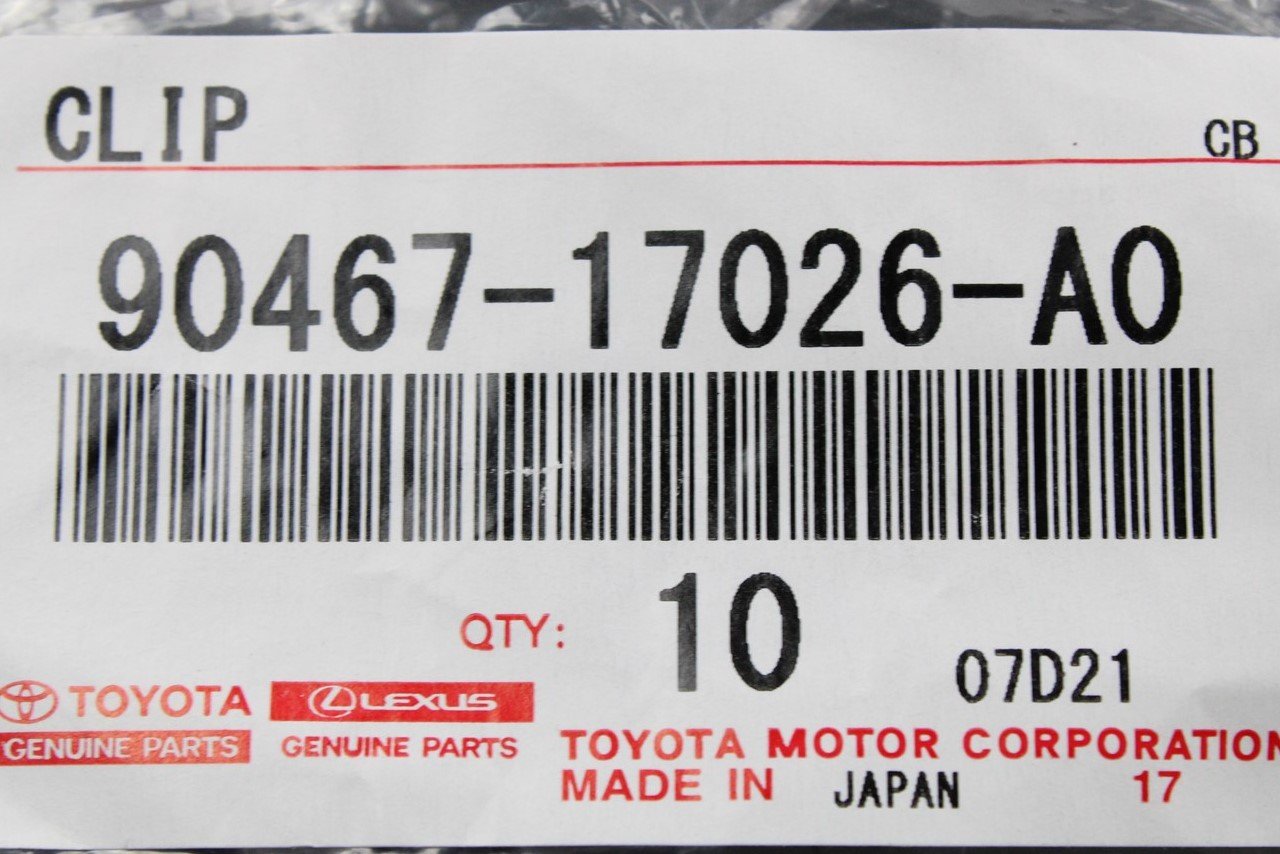 CLIP
CB
90467-17026-A0
QTY: 10
07D21
TOYOTA
GENUINE PARTS
LEXUS
GENUINE PARTS
TOYOTA MOTOR CORPORATION
MADE IN JAPAN 17